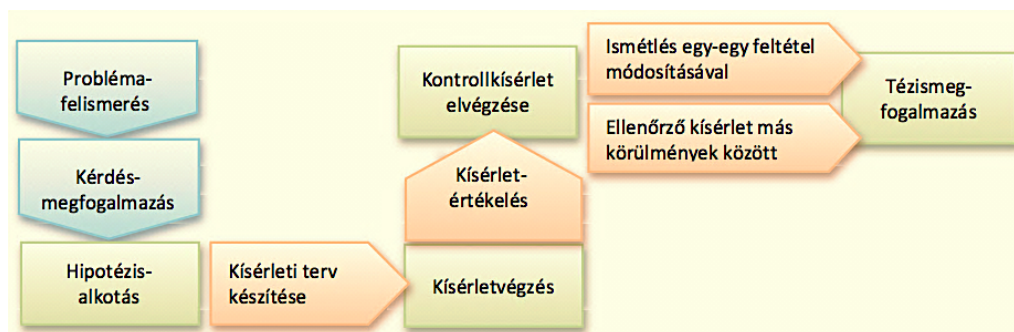 Probléma-
felismerés
Kérdés-
megfogalmazás
Hipotézis-
alkotás
Kísérleti terv
készítése
Kísérletvégzés
Kísérlet-
értékelés
Kontrollkísérlet
elvégzése
Ismétlés egy-egy feltétel
módosításával
Ellenőrző kísérlet más
körülmények között
Tézismeg-
fogalmazás